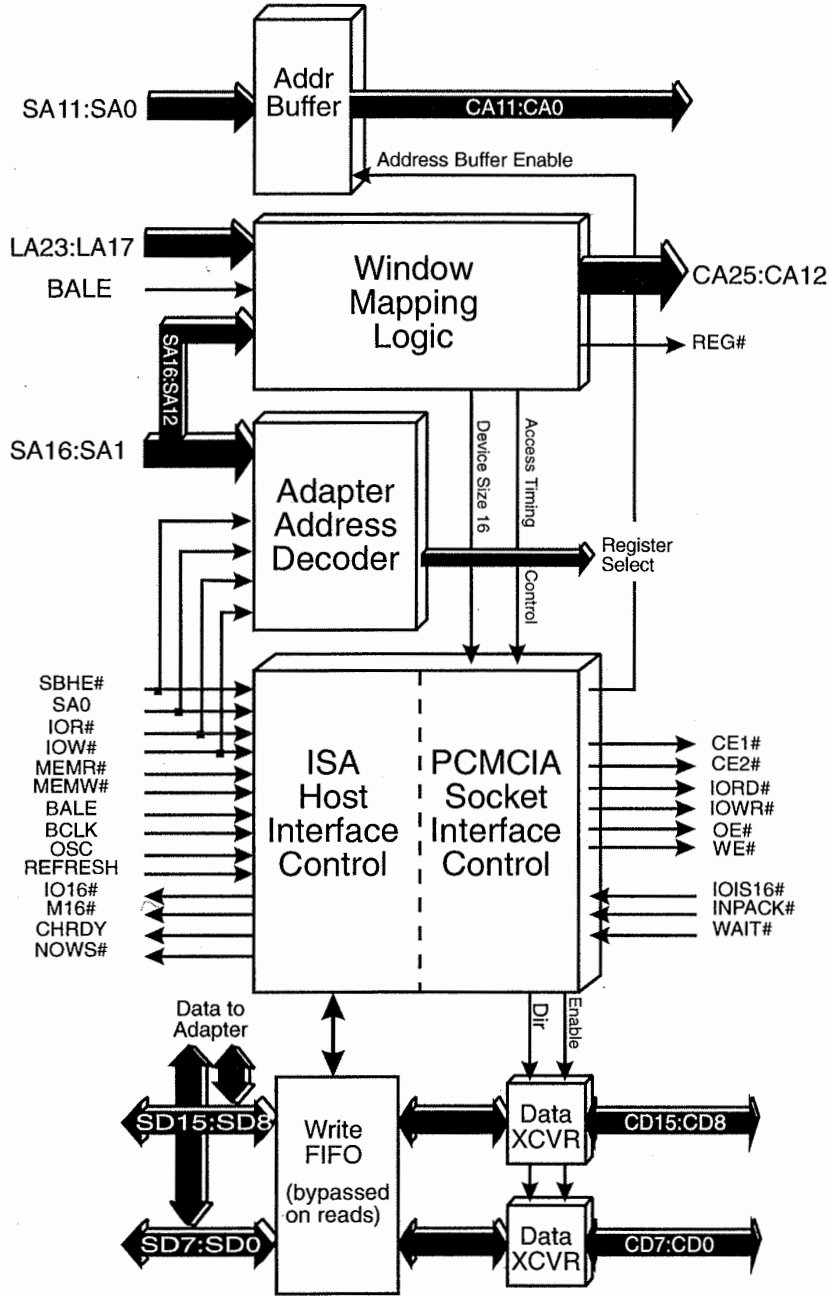 Addr
Buffer
SA11:SA0
CA11:CA0
Address Buffer Enable
LA23:LA17
BALE
Window
Mapping
Logic
CA25:CA12
REG#
SA16:SA12
SA16:SA1
Device Size 16
Access Timing
Control
Adapter
Address
Decoder
Register
Select
SBHE#
SA0
IOR#
IOW#
MEMR#
MEMW#
BALE
BCLK
OSC
REFRESH
IO16#
M16#
CHRDY
NOWS#
ISA
Host
Interface
Control
PCMCIA
Socket
Interface
Control
CE1#
CE2#
IORD#
IOWR#
OE#
WE#
IOIS16#
INPACK#
WAIT#
Data to
Adapter
Dir
Enable
SD15:SD8
Write
FIFO
(bypassed
on reads)
Data
XCVR
CD15:CD8
SD7:SD0
Data
XCVR
CD7:CD0